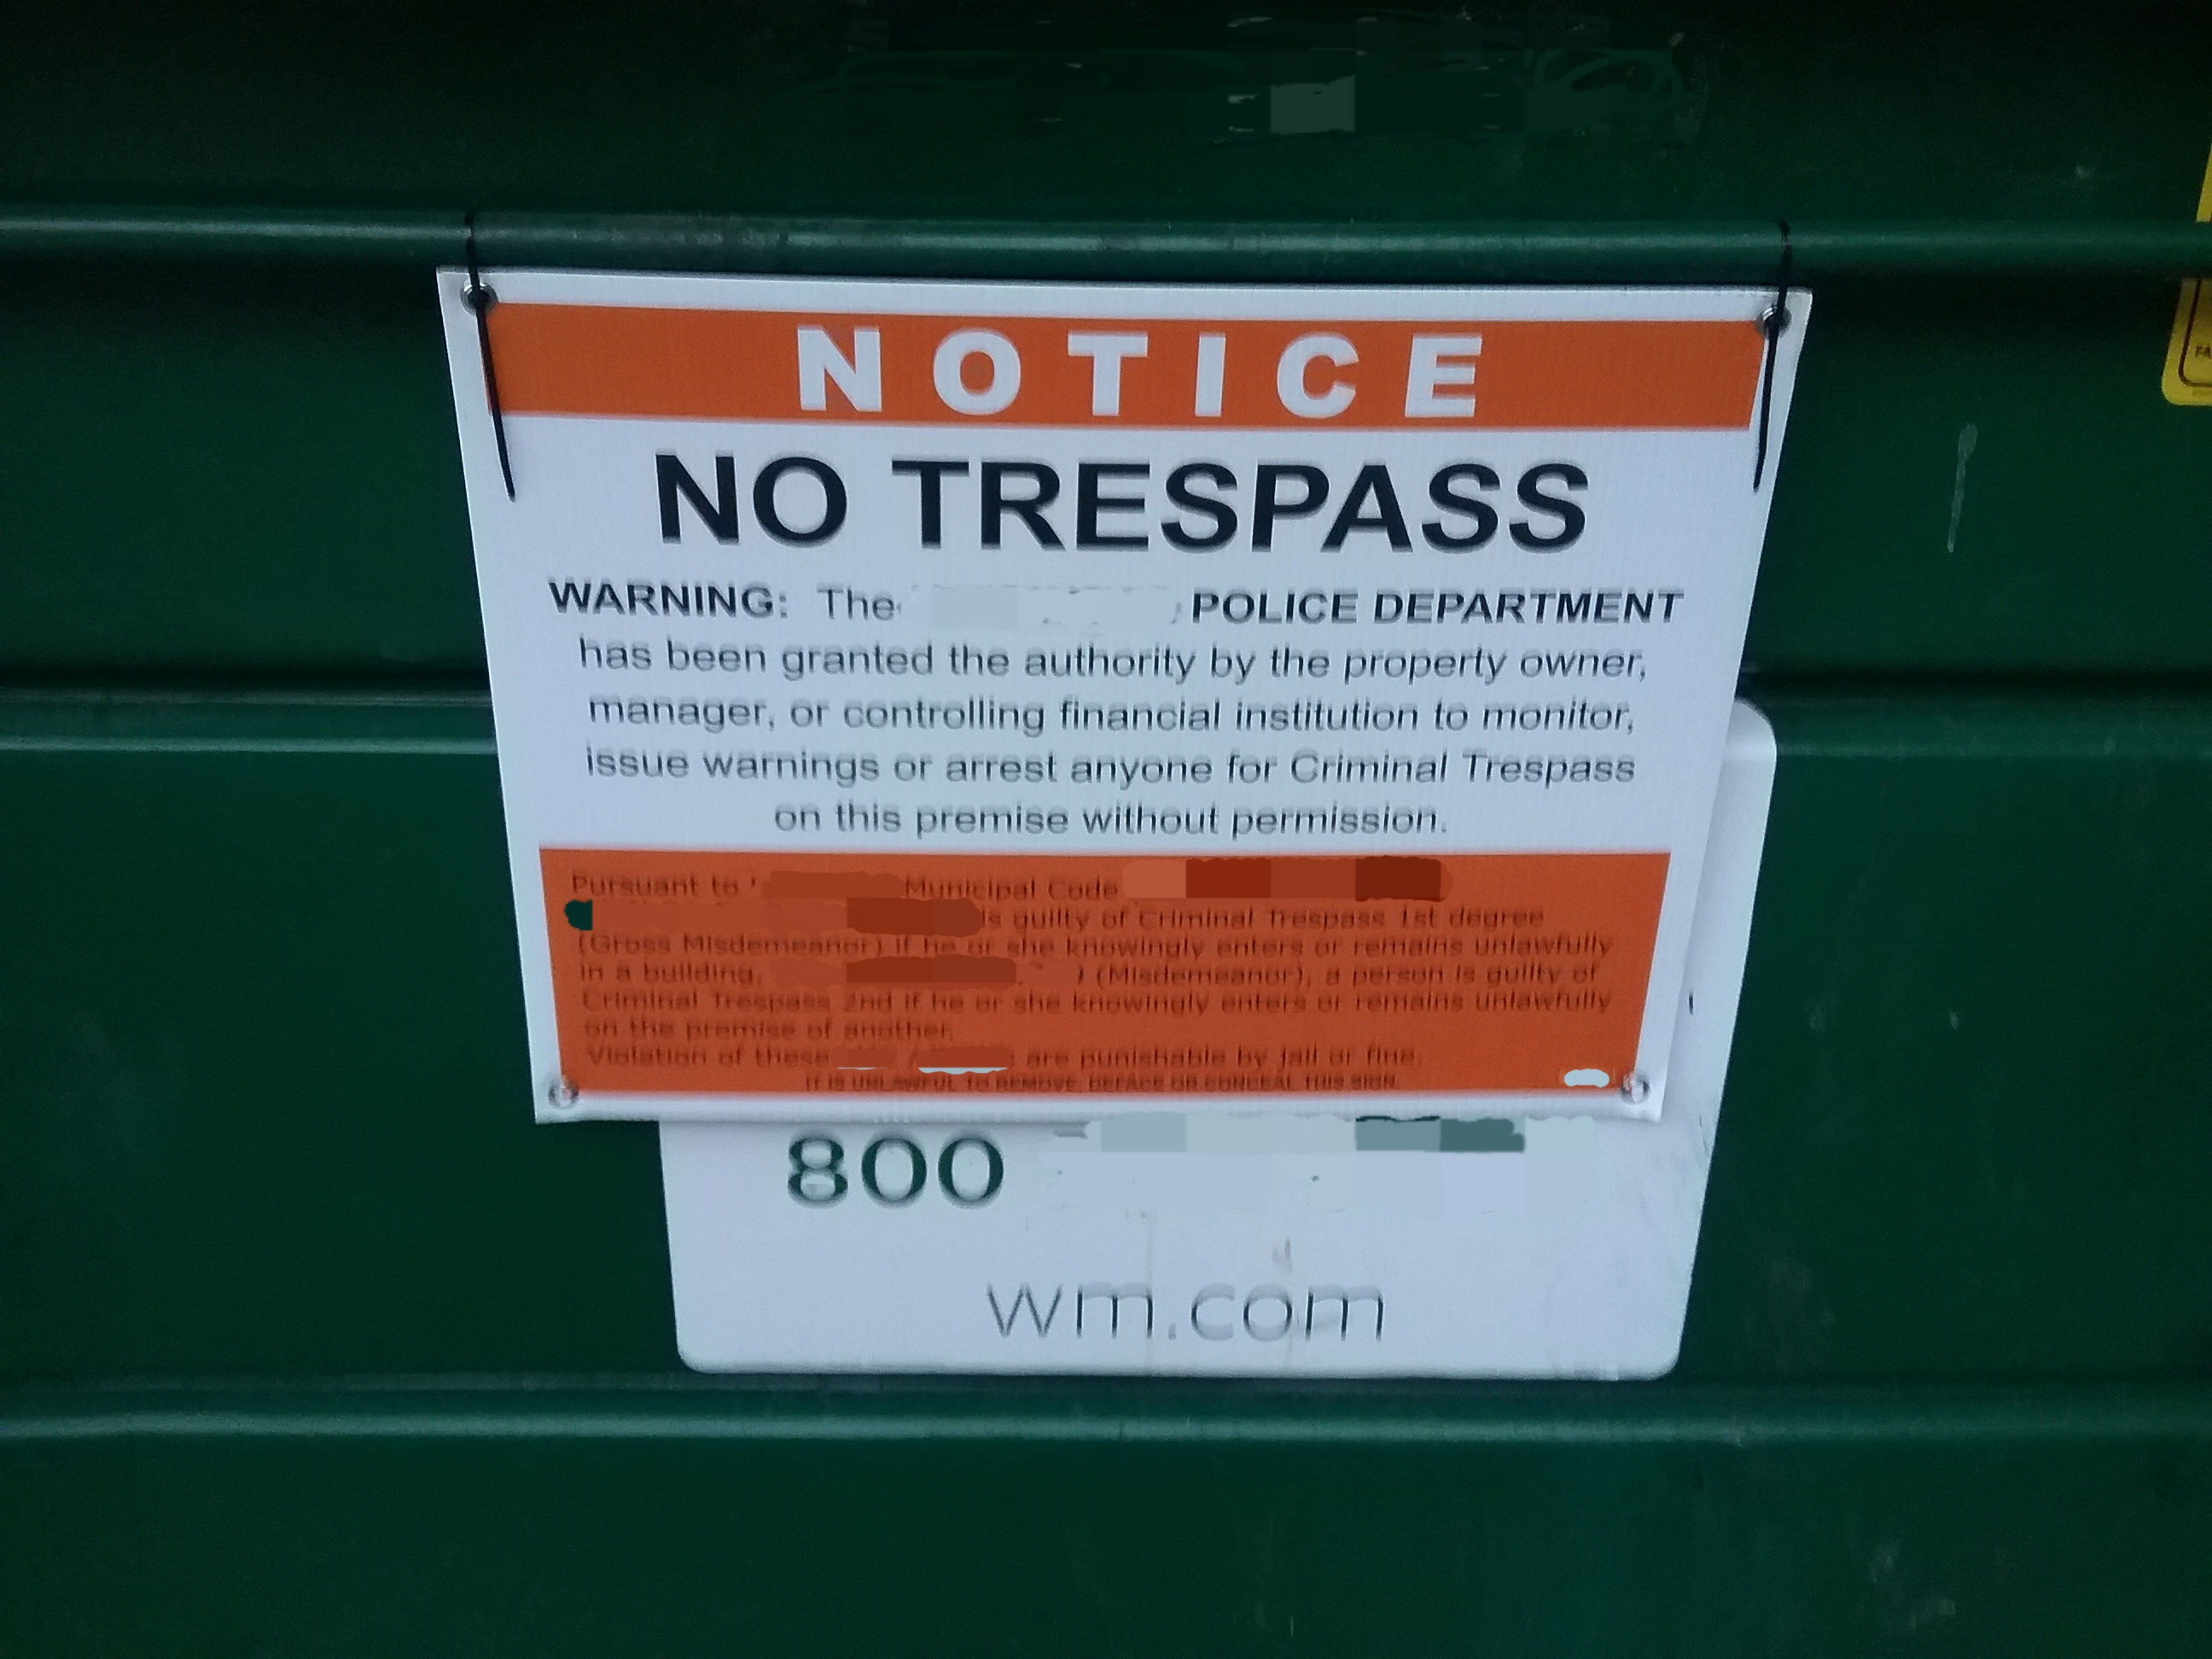 NOTICE
NO TRESPASS
WARNING: The POLICE DEPARTMENT
has been granted the authority by the property owner,
manager, or controlling financial institution to monitor,
issue warnings or arrest anyone for Criminal Trespass
on this premise without permission.
Pursuant to Municipal Code
is guilty of Criminal Trespass 1st degree
(Gross Misdemeanor) if he or she knowingly enters or remains unlawfully
in a building, (Misdemeanor), a person is guilty of
Criminal Trespass 2nd if he or she knowingly enters or remains unlawfully
on the premise of another.
Violation of these are punishable by jail or fine.
IT IS UNLAWFUL TO REMOVE, DEFACE OR CONCEAL THIS SIGN.
800
wm.com